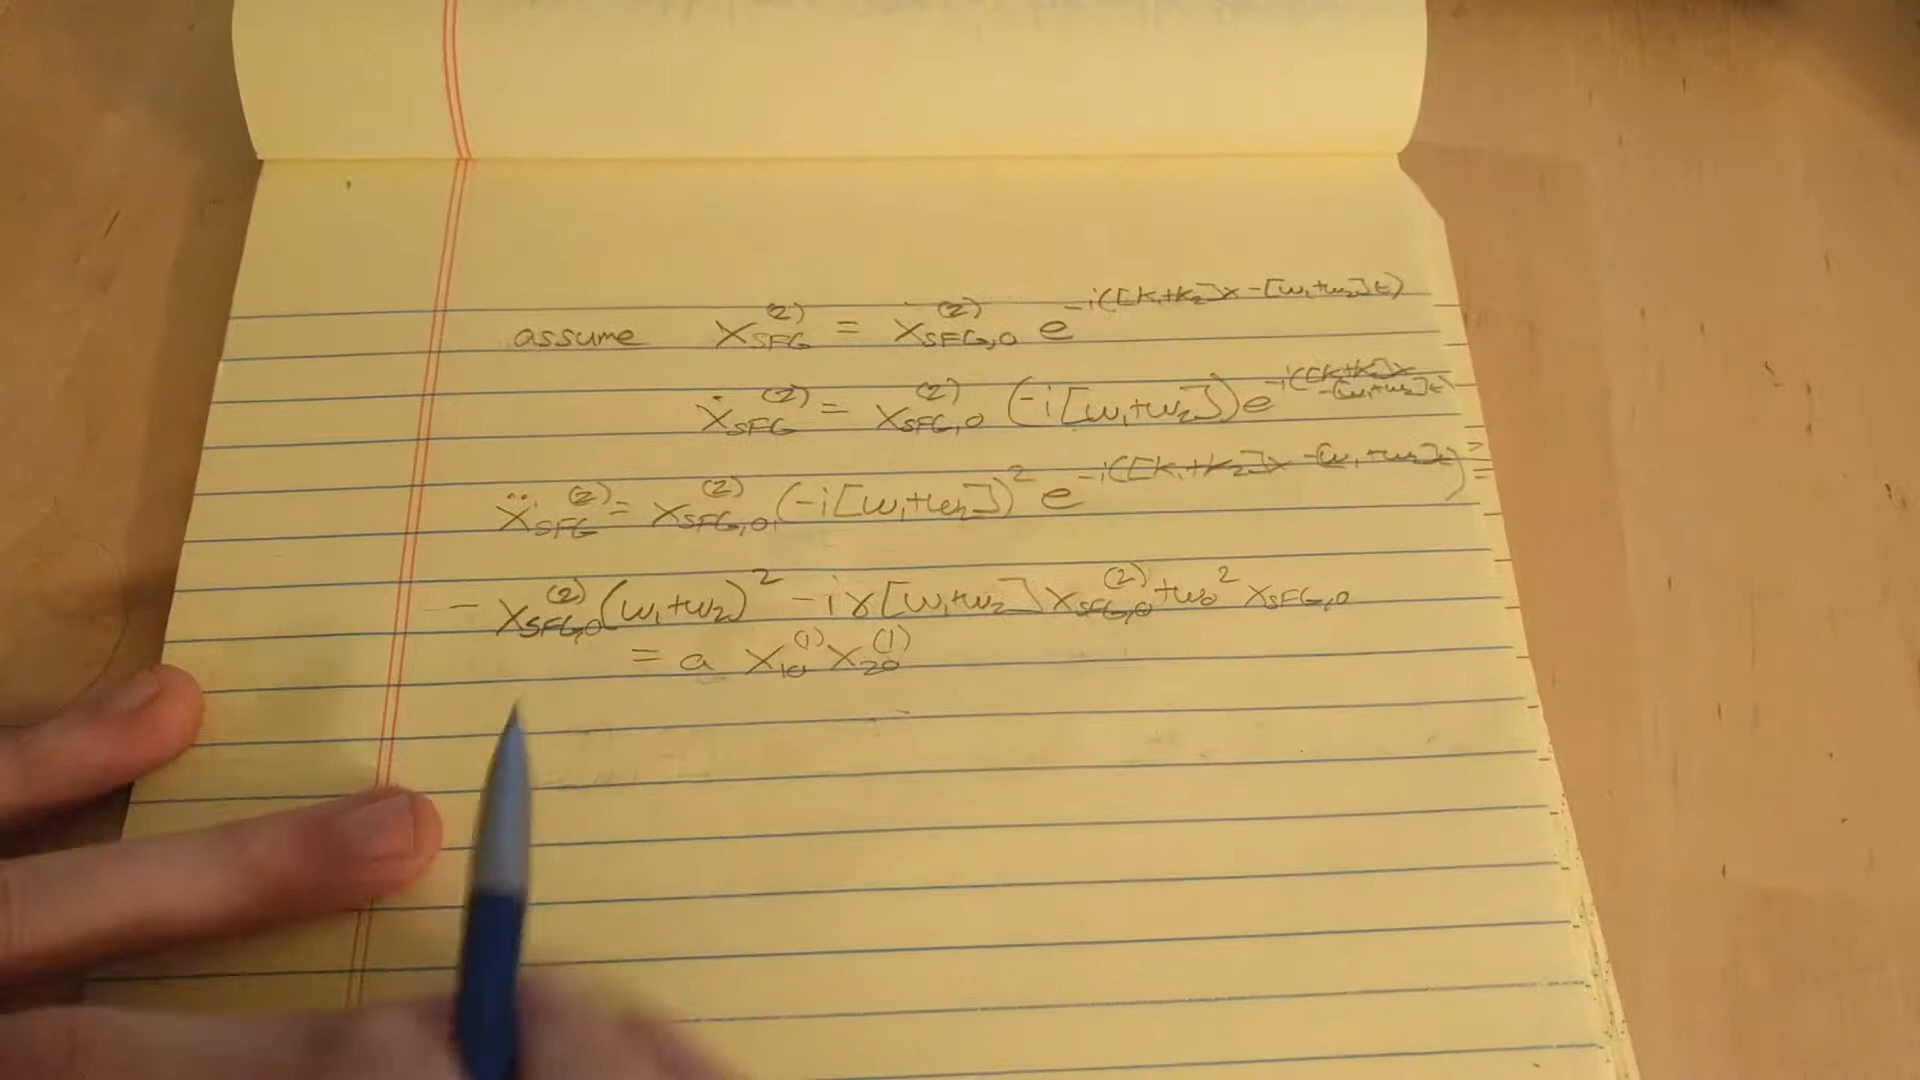 assume X_SFG^(2) = X_SFG,0^(2) e^-i([k₁+k₂]x-[ω₁+ω₂]t)
Ẋ_SFG^(2) = X_SFG,0^(2) (-i[ω₁+ω₂]) e^-i([k₁+k₂]x-[ω₁+ω₂]t)
Ẍ_SFG^(2) = X_SFG,0^(2) (-i[ω₁+ω₂])² e^-i([k₁+k₂]x-[ω₁+ω₂]t) =
- X_SFG,0^(2) (ω₁+ω₂)² - iγ[ω₁+ω₂] X_SFG,0^(2) + ω₀² X_SFG,0
= a X₁₀^(1) X₂₀^(1)